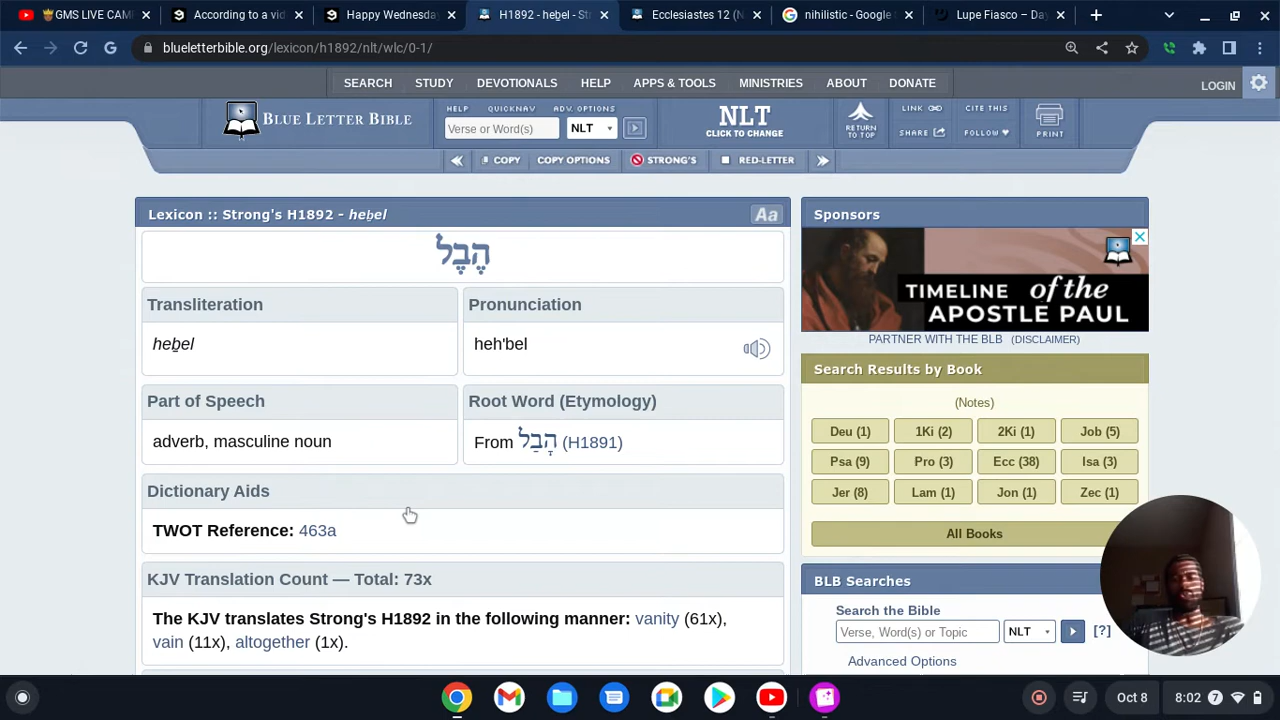 GMS LIVE CAM
According to a vid
Happy Wednesday
H1892 - heḇel - Str
Ecclesiastes 12 (N
nihilistic - Google S
Lupe Fiasco – Day
blueletterbible.org/lexicon/h1892/nlt/wlc/0-1/
SEARCH STUDY DEVOTIONALS HELP APPS & TOOLS MINISTRIES ABOUT DONATE
LOGIN
BLUE LETTER BIBLE
HELP QUICKNAV ADV. OPTIONS
Verse or Word(s) NLT
NLT
CLICK TO CHANGE
RETURN
TO TOP
LINK
SHARE
CITE THIS
FOLLOW
PRINT
COPY COPY OPTIONS STRONG'S RED-LETTER
Lexicon :: Strong's H1892 - heḇel
Aa
הֶבֶל
Transliteration
heḇel
Pronunciation
heh'bel
Part of Speech
adverb, masculine noun
Root Word (Etymology)
From הָבַל (H1891)
Dictionary Aids
TWOT Reference: 463a
KJV Translation Count — Total: 73x
The KJV translates Strong's H1892 in the following manner: vanity (61x),
vain (11x), altogether (1x).
Sponsors
TIMELINE of the
APOSTLE PAUL
PARTNER WITH THE BLB (DISCLAIMER)
Search Results by Book
(Notes)
Deu (1) 1Ki (2) 2Ki (1) Job (5)
Psa (9) Pro (3) Ecc (38) Isa (3)
Jer (8) Lam (1) Jon (1) Zec (1)
All Books
BLB Searches
Search the Bible
Verse, Word(s) or Topic NLT [?]
Advanced Options
Oct 8 8:02 7